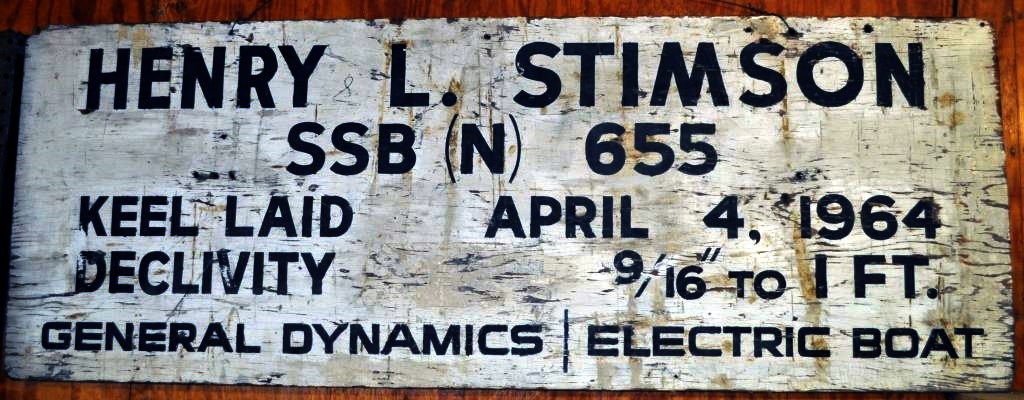 HENRY L. STIMSON
SSB (N) 655
KEEL LAID APRIL 4, 1964
DECLIVITY 9/16" TO 1 FT.
GENERAL DYNAMICS | ELECTRIC BOAT